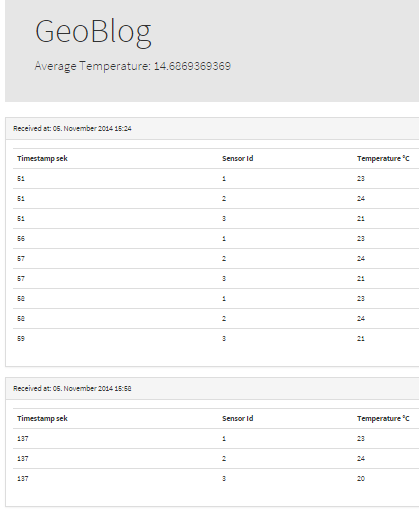 GeoBlog
Average Temperature: 14.6869369369
Received at: 05. November 2014 15:24
Timestamp sek Sensor Id Temperature °C
51 1 23
51 2 24
51 3 21
56 1 23
57 2 24
57 3 21
58 1 23
58 2 24
59 3 21
Received at: 05. November 2014 15:58
Timestamp sek Sensor Id Temperature °C
137 1 23
137 2 24
137 3 20